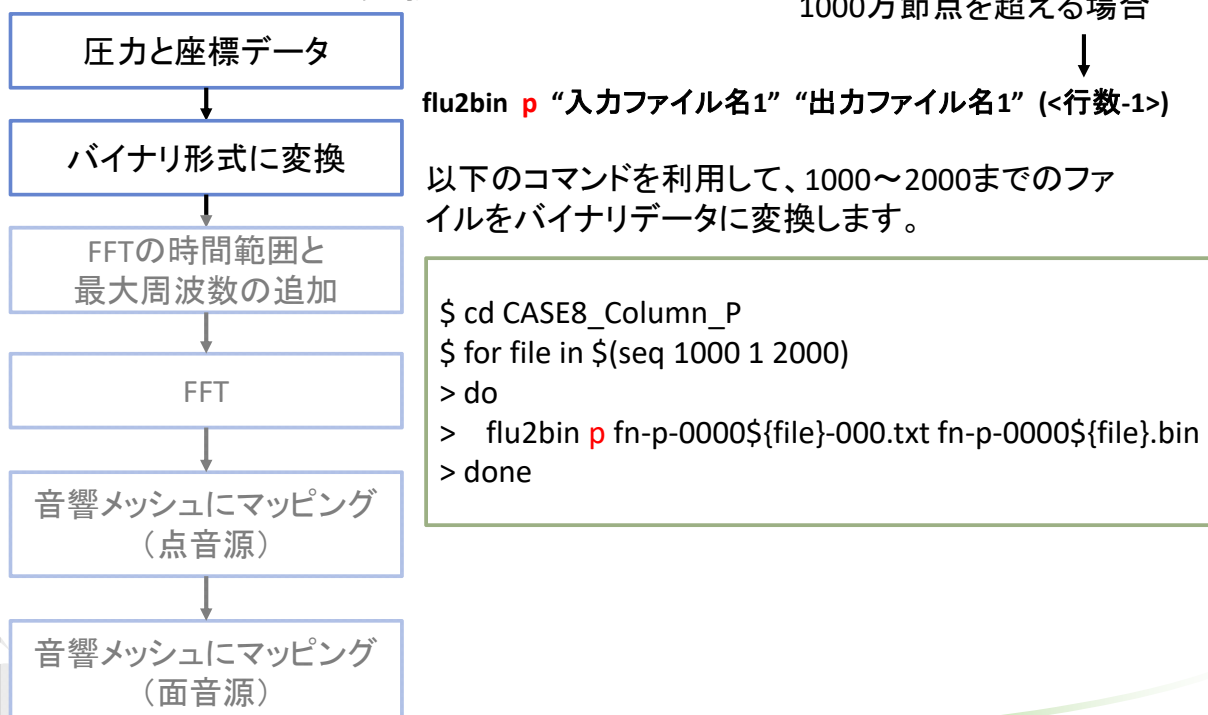 1000万節点を超える場合
圧力と座標データ
バイナリ形式に変換
FFTの時間範囲と
最大周波数の追加
FFT
音響メッシュにマッピング
（点音源）
音響メッシュにマッピング
（面音源）
flu2bin p “入力ファイル名1” “出力ファイル名1” (<行数-1>)
以下のコマンドを利用して、1000～2000までのファ
イルをバイナリデータに変換します。
$ cd CASE8_Column_P
$ for file in $(seq 1000 1 2000)
> do
> flu2bin p fn-p-0000${file}-000.txt fn-p-0000${file}.bin
> done